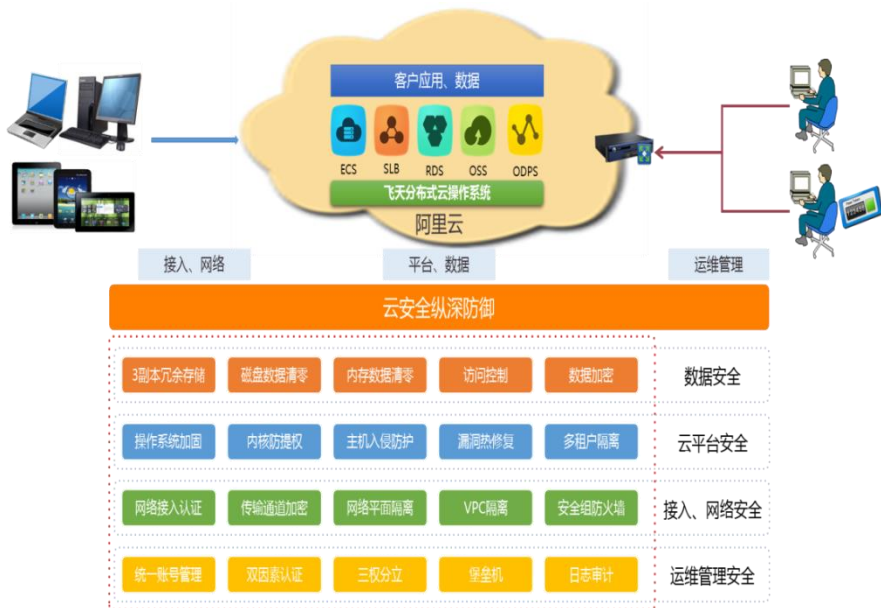 客户应用、数据
ECS SLB RDS OSS ODPS
飞天分布式云操作系统
阿里云
接入、网络 平台、数据 运维管理
云安全纵深防御
3副本冗余存储 磁盘数据清零 内存数据清零 访问控制 数据加密 数据安全
操作系统加固 内核防提权 主机入侵防护 漏洞热修复 多租户隔离 云平台安全
网络接入认证 传输通道加密 网络平面隔离 VPC隔离 安全组防火墙 接入、网络安全
统一账号管理 双因素认证 三权分立 堡垒机 日志审计 运维管理安全